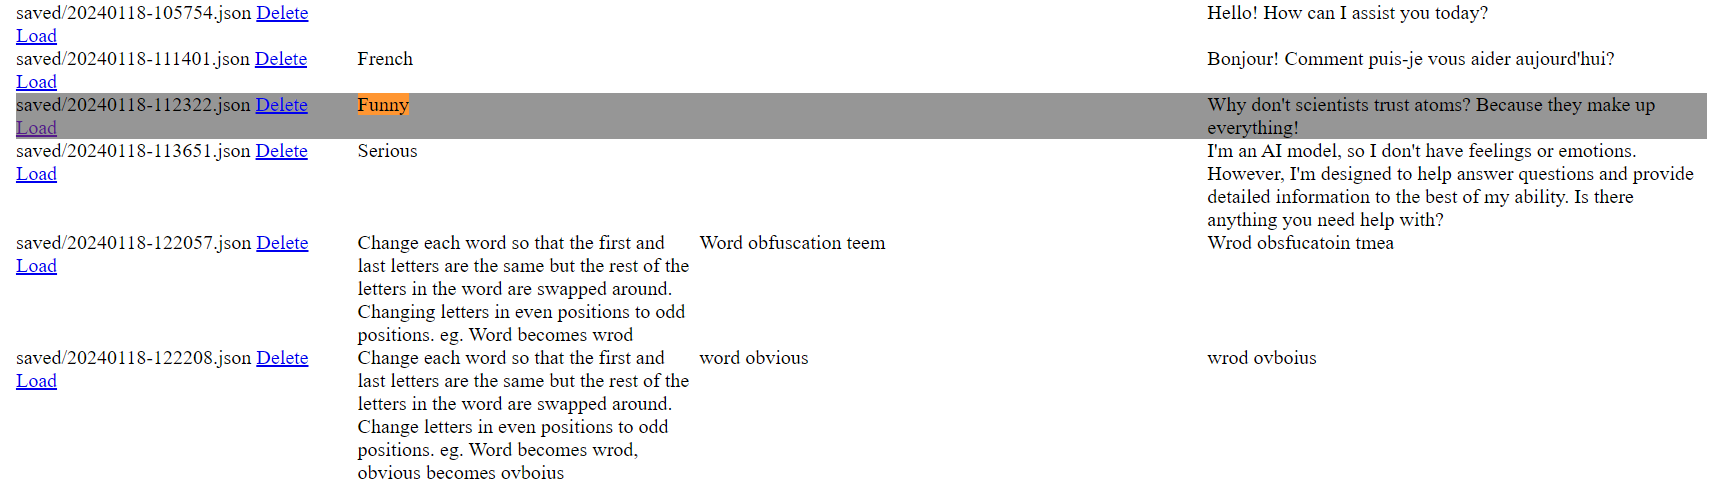 saved/20240118-105754.json Delete Hello! How can I assist you today?
Load
saved/20240118-111401.json Delete French Bonjour! Comment puis-je vous aider aujourd'hui?
Load
saved/20240118-112322.json Delete Funny Why don't scientists trust atoms? Because they make up
Load everything!
saved/20240118-113651.json Delete Serious I'm an AI model, so I don't have feelings or emotions.
Load However, I'm designed to help answer questions and provide
detailed information to the best of my ability. Is there
anything you need help with?
saved/20240118-122057.json Delete Change each word so that the first and Word obfuscation teem Wrod obsfucatoin tmea
Load last letters are the same but the rest of the
letters in the word are swapped around.
Changing letters in even positions to odd
positions. eg. Word becomes wrod
saved/20240118-122208.json Delete Change each word so that the first and word obvious wrod ovboius
Load last letters are the same but the rest of the
letters in the word are swapped around.
Change letters in even positions to odd
positions. eg. Word becomes wrod,
obvious becomes ovboius